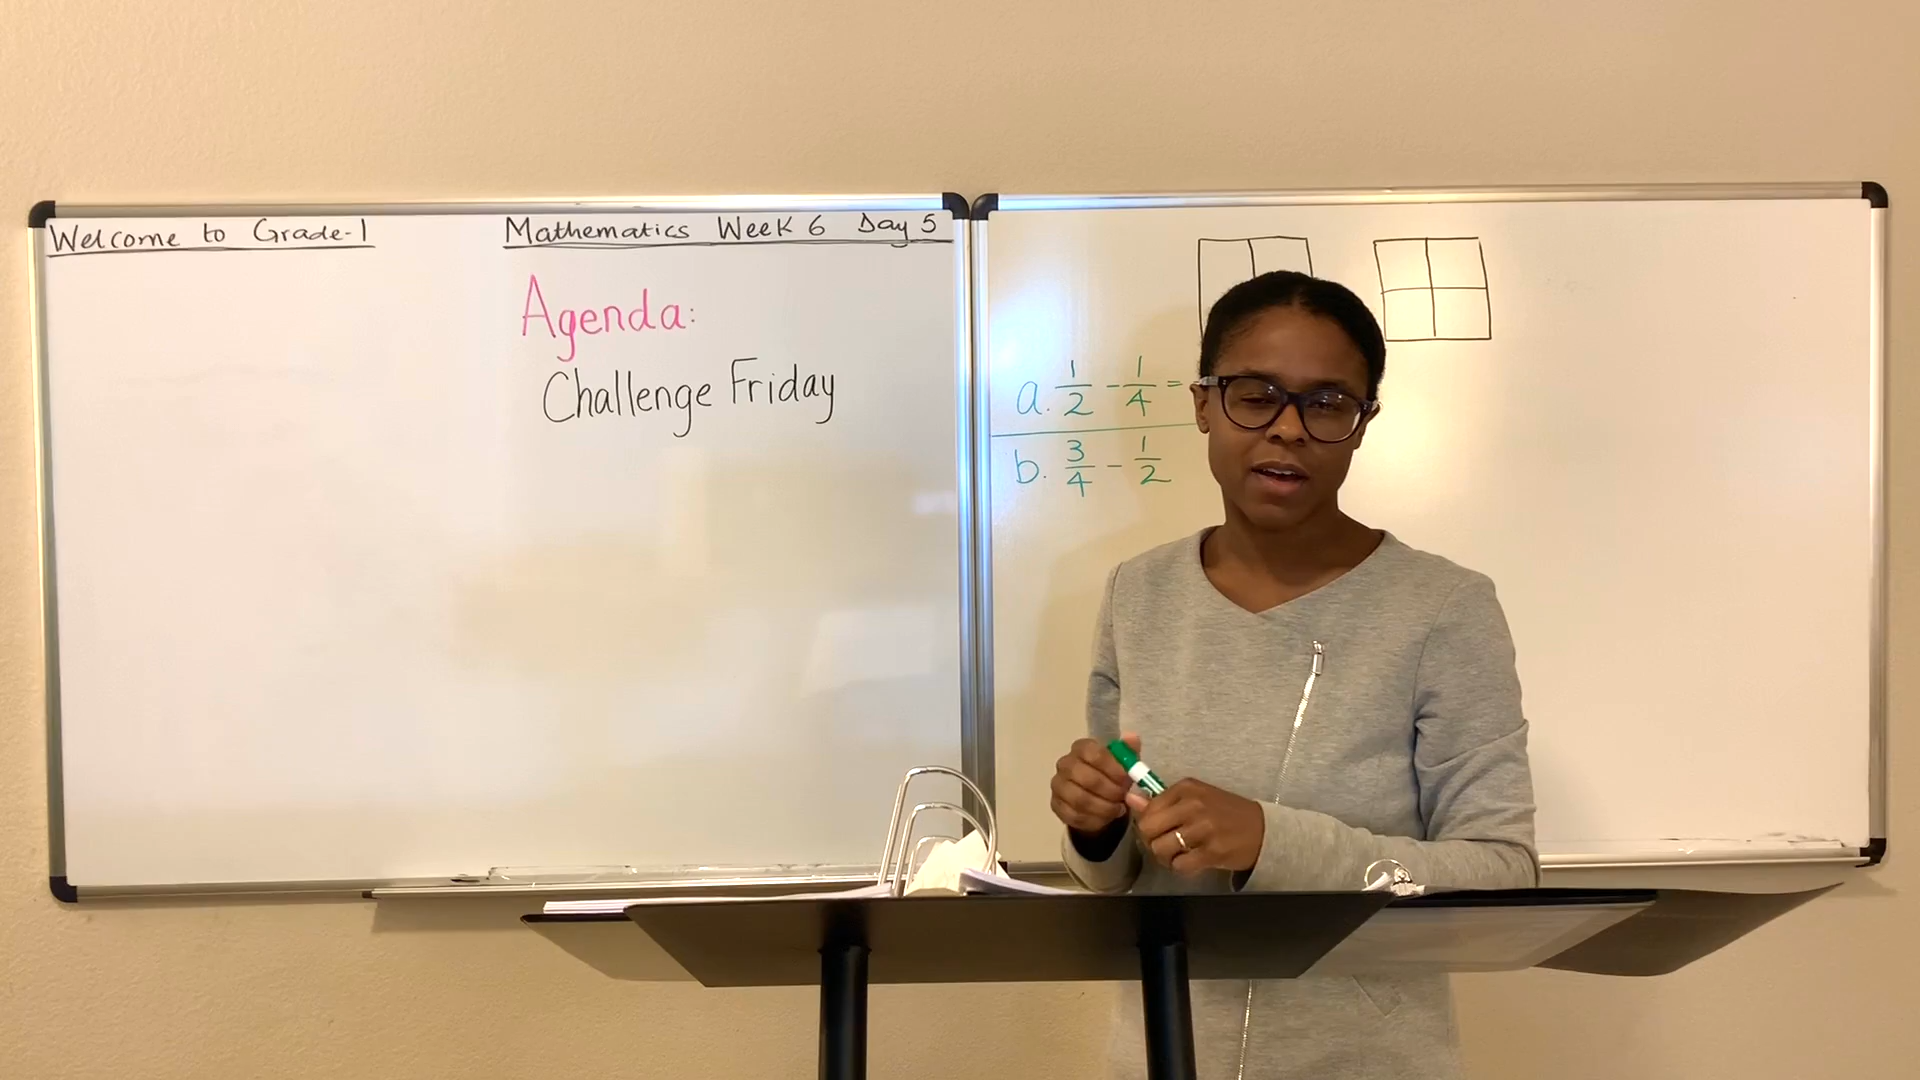 Welcome to Grade-1
Mathematics Week 6 Day 5
Agenda:
Challenge Friday
a. 1/2 - 1/4 =
b. 3/4 - 1/2